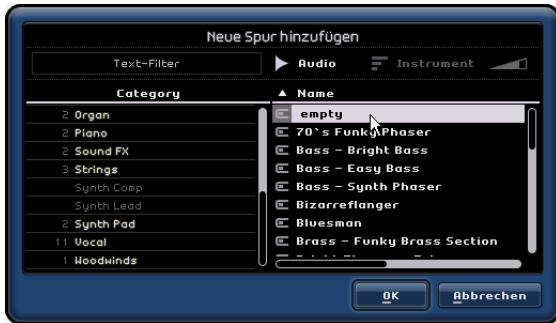 Neue Spur hinzufügen
Text-Filter
Audio
Instrument
Category
Name
2 Organ
2 Piano
2 Sound FX
3 Strings
Synth Comp
Synth Lead
2 Synth Pad
11 Vocal
1 Woodwinds
empty
70`s Funky Phaser
Bass - Bright Bass
Bass - Easy Bass
Bass - Synth Phaser
Bizarreflanger
Bluesman
Brass - Funky Brass Section
OK
Abbrechen